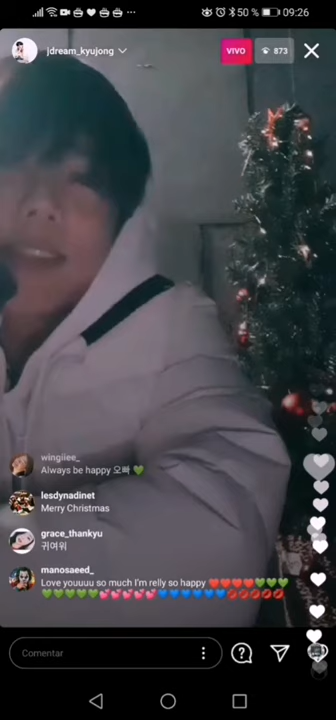 50 % 09:26
jdream_kyujong
VIVO
873
wingiiee_
Always be happy 오빠 💚
lesdynadinet
Merry Christmas
grace_thankyu
귀여워
manosaeed_
Love youuuu so much I'm relly so happy ❤️❤️❤️❤️💚💚💚
💚💚💚💚💚💕💕💕💕💕💙💙💙💙💙💙💋💋💋💋💋
Comentar